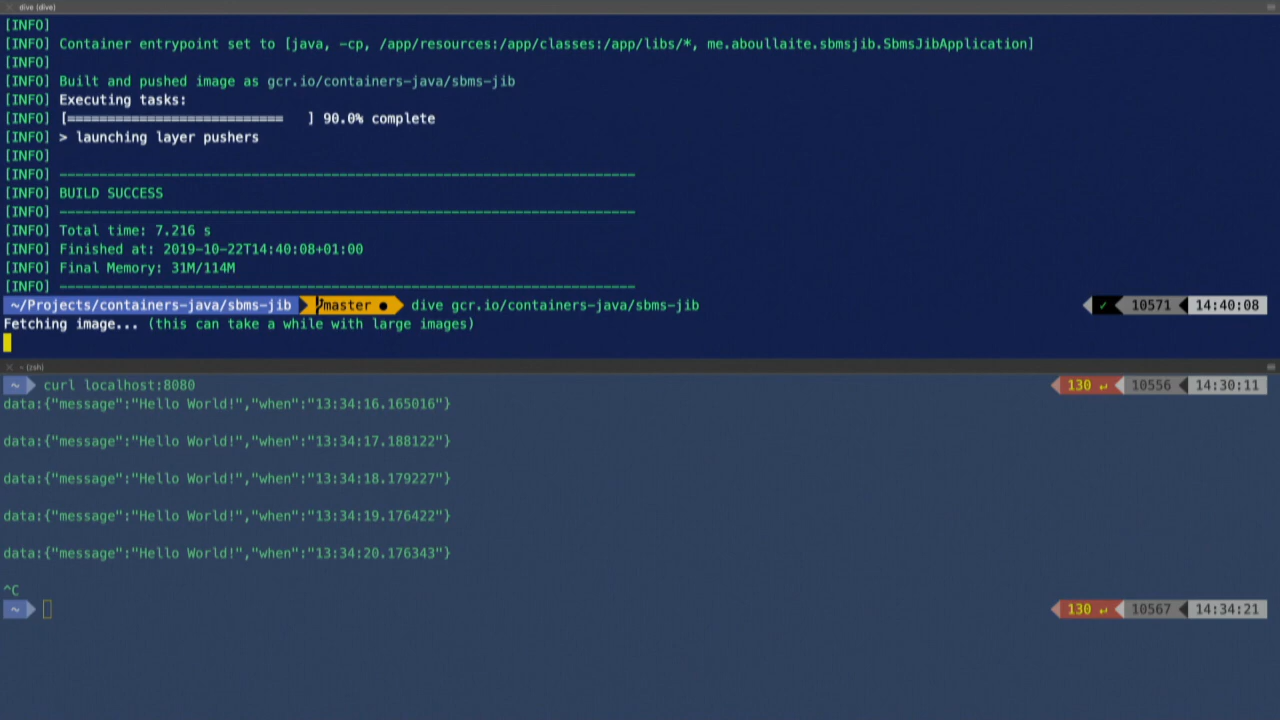 dive (dive)
[INFO]
[INFO] Container entrypoint set to [java, -cp, /app/resources:/app/classes:/app/libs/*, me.aboullaite.sbmsjib.SbmsJibApplication]
[INFO]
[INFO] Built and pushed image as gcr.io/containers-java/sbms-jib
[INFO] Executing tasks:
[INFO] [===========================   ] 90.0% complete
[INFO] > launching layer pushers
[INFO]
[INFO] ------------------------------------------------------------------------
[INFO] BUILD SUCCESS
[INFO] ------------------------------------------------------------------------
[INFO] Total time: 7.216 s
[INFO] Finished at: 2019-10-22T14:40:08+01:00
[INFO] Final Memory: 31M/114M
[INFO] ------------------------------------------------------------------------
~/Projects/containers-java/sbms-jib master ● dive gcr.io/containers-java/sbms-jib ✓ 10571 14:40:08
Fetching image... (this can take a while with large images)
~ (zsh)
~ curl localhost:8080 130 ↵ 10556 14:30:11
data:{"message":"Hello World!","when":"13:34:16.165016"}
data:{"message":"Hello World!","when":"13:34:17.188122"}
data:{"message":"Hello World!","when":"13:34:18.179227"}
data:{"message":"Hello World!","when":"13:34:19.176422"}
data:{"message":"Hello World!","when":"13:34:20.176343"}
^C
~ 130 ↵ 10567 14:34:21